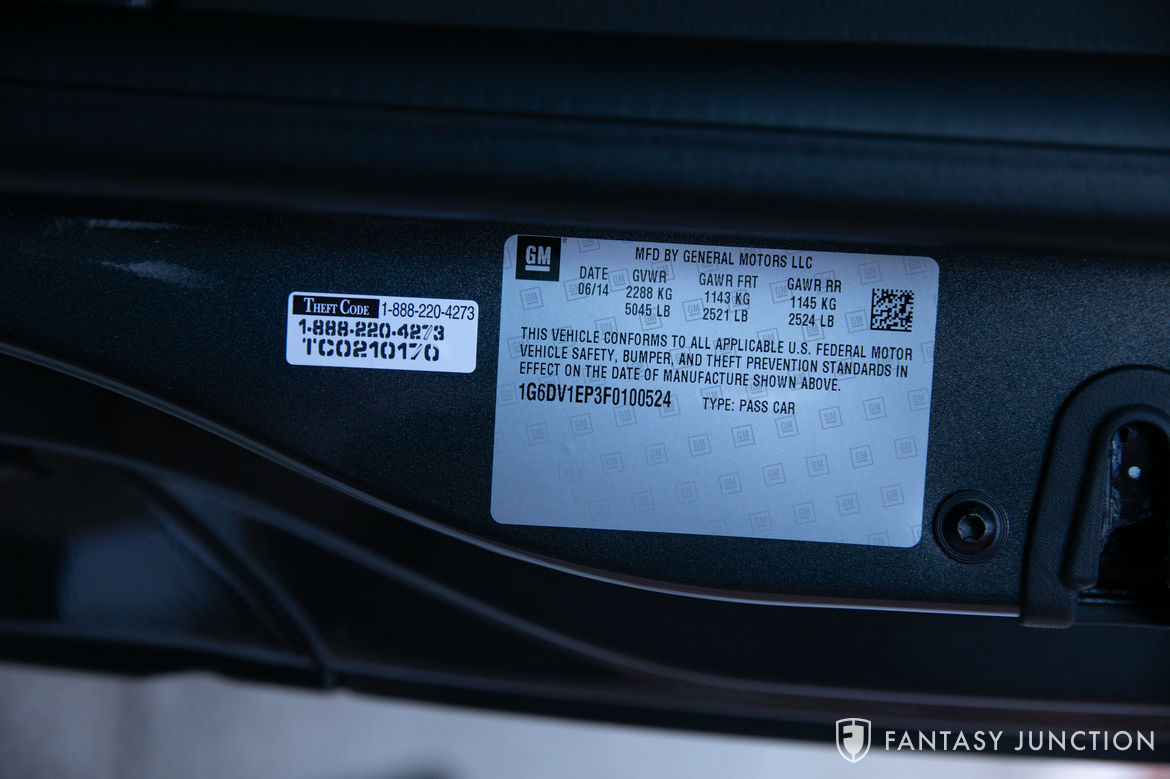 THEFT CODE 1-888-220-4273
1-888-220-4273
TC0210170
GM
MFD BY GENERAL MOTORS LLC
DATE GVWR GAWR FRT GAWR RR
06/14 2288 KG 1143 KG 1145 KG
5045 LB 2521 LB 2524 LB
THIS VEHICLE CONFORMS TO ALL APPLICABLE U.S. FEDERAL MOTOR
VEHICLE SAFETY, BUMPER, AND THEFT PREVENTION STANDARDS IN
EFFECT ON THE DATE OF MANUFACTURE SHOWN ABOVE.
1G6DV1EP3F0100524 TYPE: PASS CAR
FANTASY JUNCTION